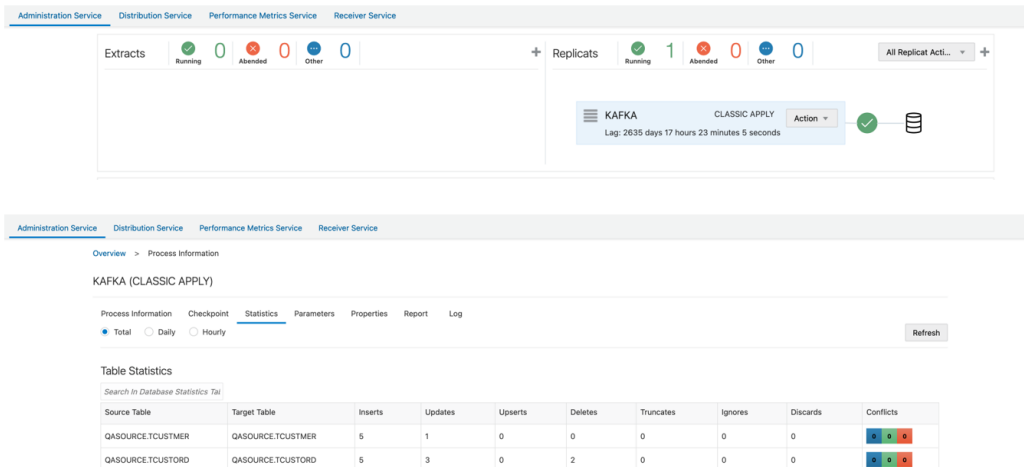 Administration Service Distribution Service Performance Metrics Service Receiver Service
Extracts Running 0 Abended 0 Other 0
Replicats Running 1 Abended 0 Other 0 All Replicat Acti...
KAFKA CLASSIC APPLY Action
Lag: 2635 days 17 hours 23 minutes 5 seconds
Administration Service Distribution Service Performance Metrics Service Receiver Service
Overview > Process Information
KAFKA (CLASSIC APPLY)
Process Information Checkpoint Statistics Parameters Properties Report Log
Total Daily Hourly Refresh
Table Statistics
Search In Database Statistics Tal
Source Table Target Table Inserts Updates Upserts Deletes Truncates Ignores Discards Conflicts
QASOURCE.TCUSTMER QASOURCE.TCUSTMER 5 1 0 0 0 0 0 0 0 0
QASOURCE.TCUSTORD QASOURCE.TCUSTORD 5 3 0 2 0 0 0 0 0 0